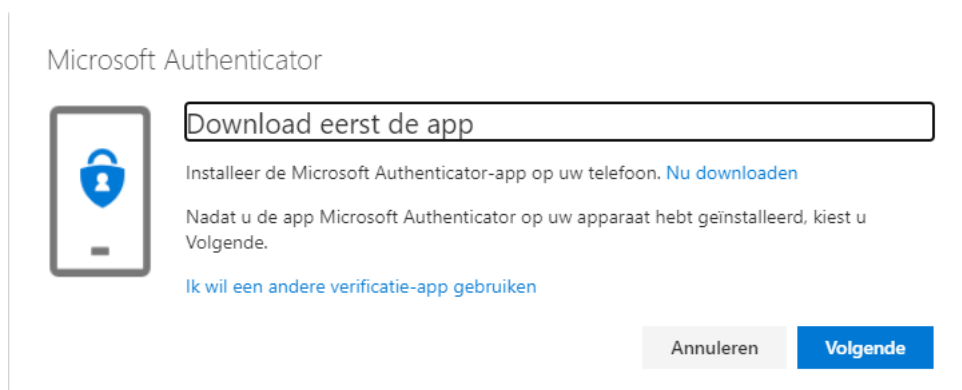 Microsoft Authenticator
Download eerst de app
Installeer de Microsoft Authenticator-app op uw telefoon. Nu downloaden
Nadat u de app Microsoft Authenticator op uw apparaat hebt geïnstalleerd, kiest u
Volgende.
Ik wil een andere verificatie-app gebruiken
Annuleren
Volgende